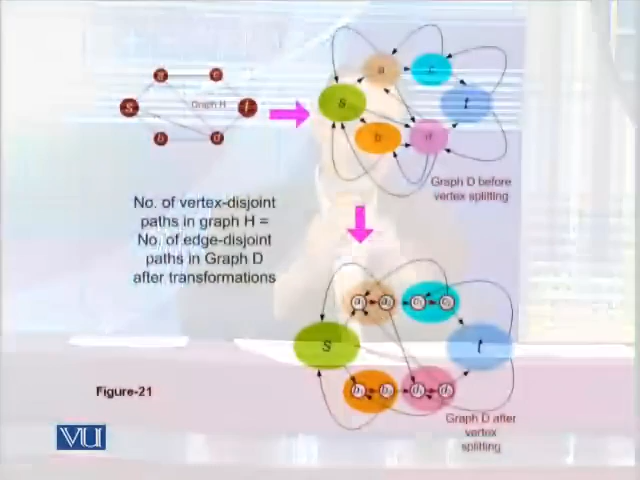 a
c
s
Graph H
t
b
d
a
c
s
t
b
d
Graph D before
vertex splitting
No. of vertex-disjoint
paths in graph H =
No. of edge-disjoint
paths in Graph D
after transformations
s
t
Figure-21
Graph D after
vertex
splitting
VU